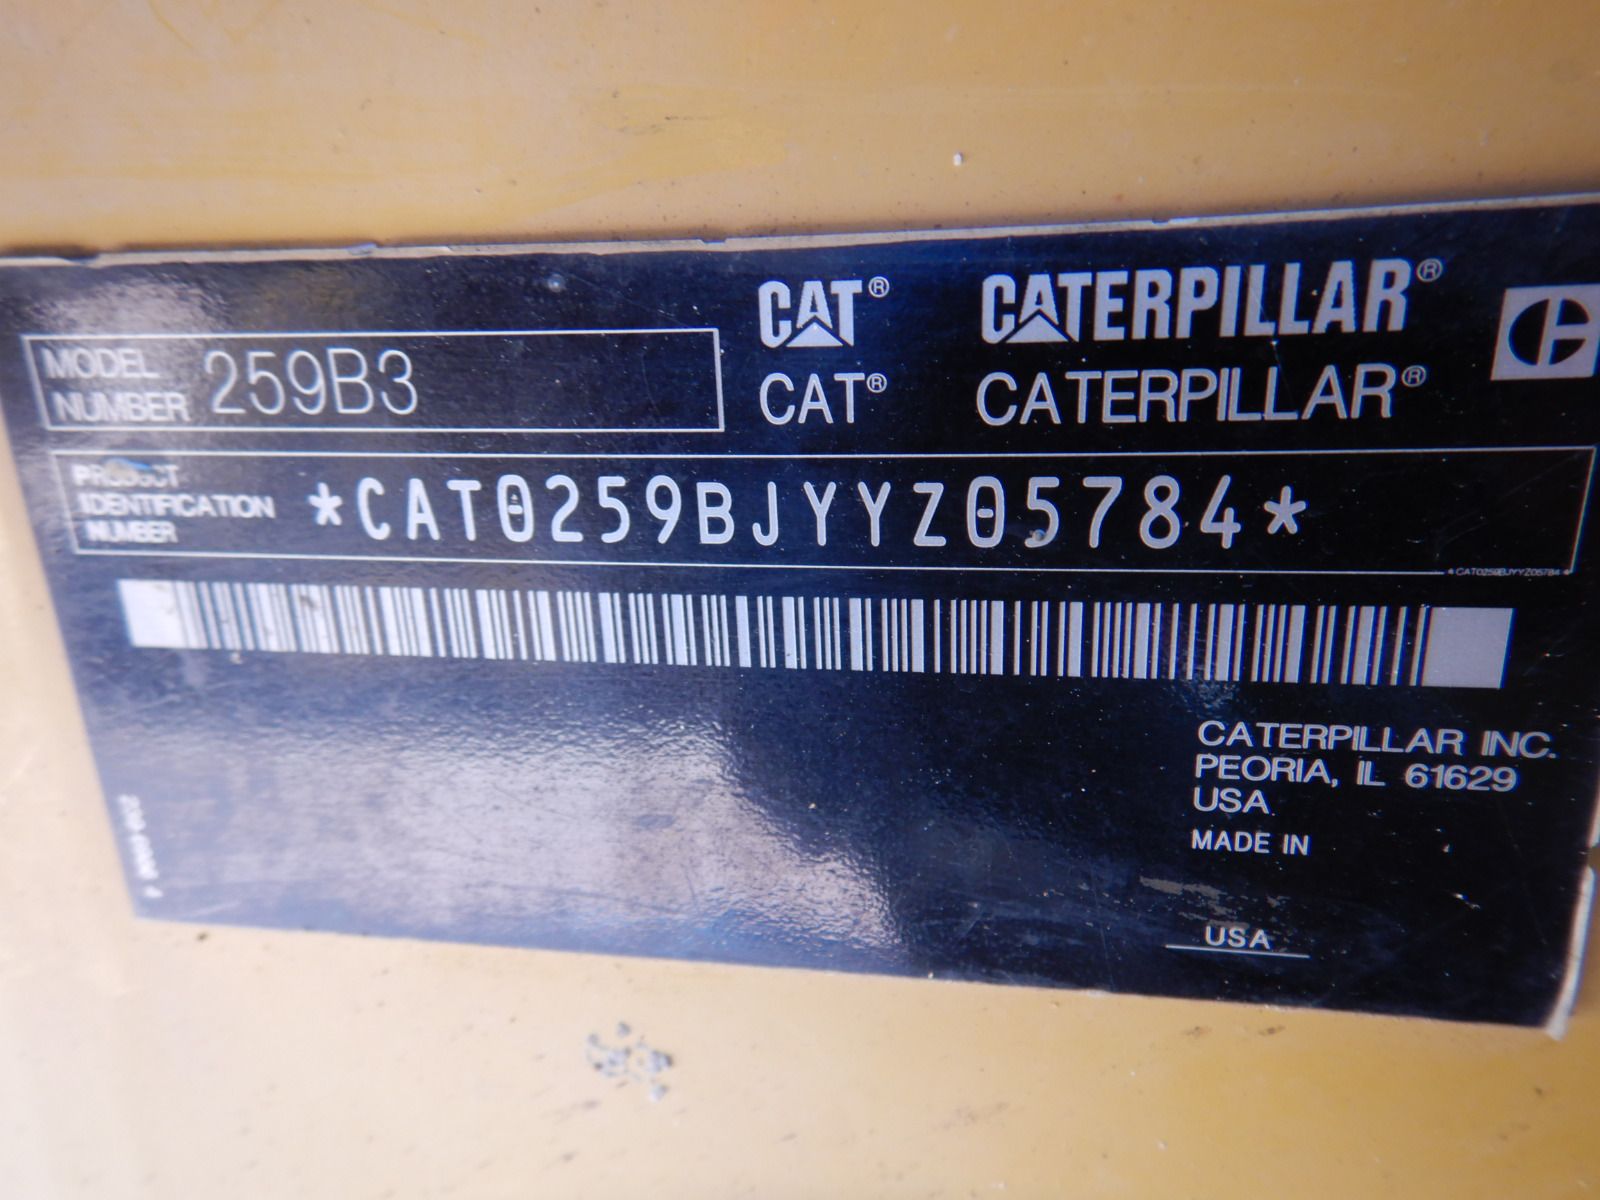 CAT® CATERPILLAR®
MODEL NUMBER 259B3
CAT® CATERPILLAR®
PRODUCT IDENTIFICATION NUMBER *CAT0259BJYYZ05784*
*CAT0259BJYYZ05784*
CATERPILLAR INC.
PEORIA, IL 61629
USA
MADE IN
USA